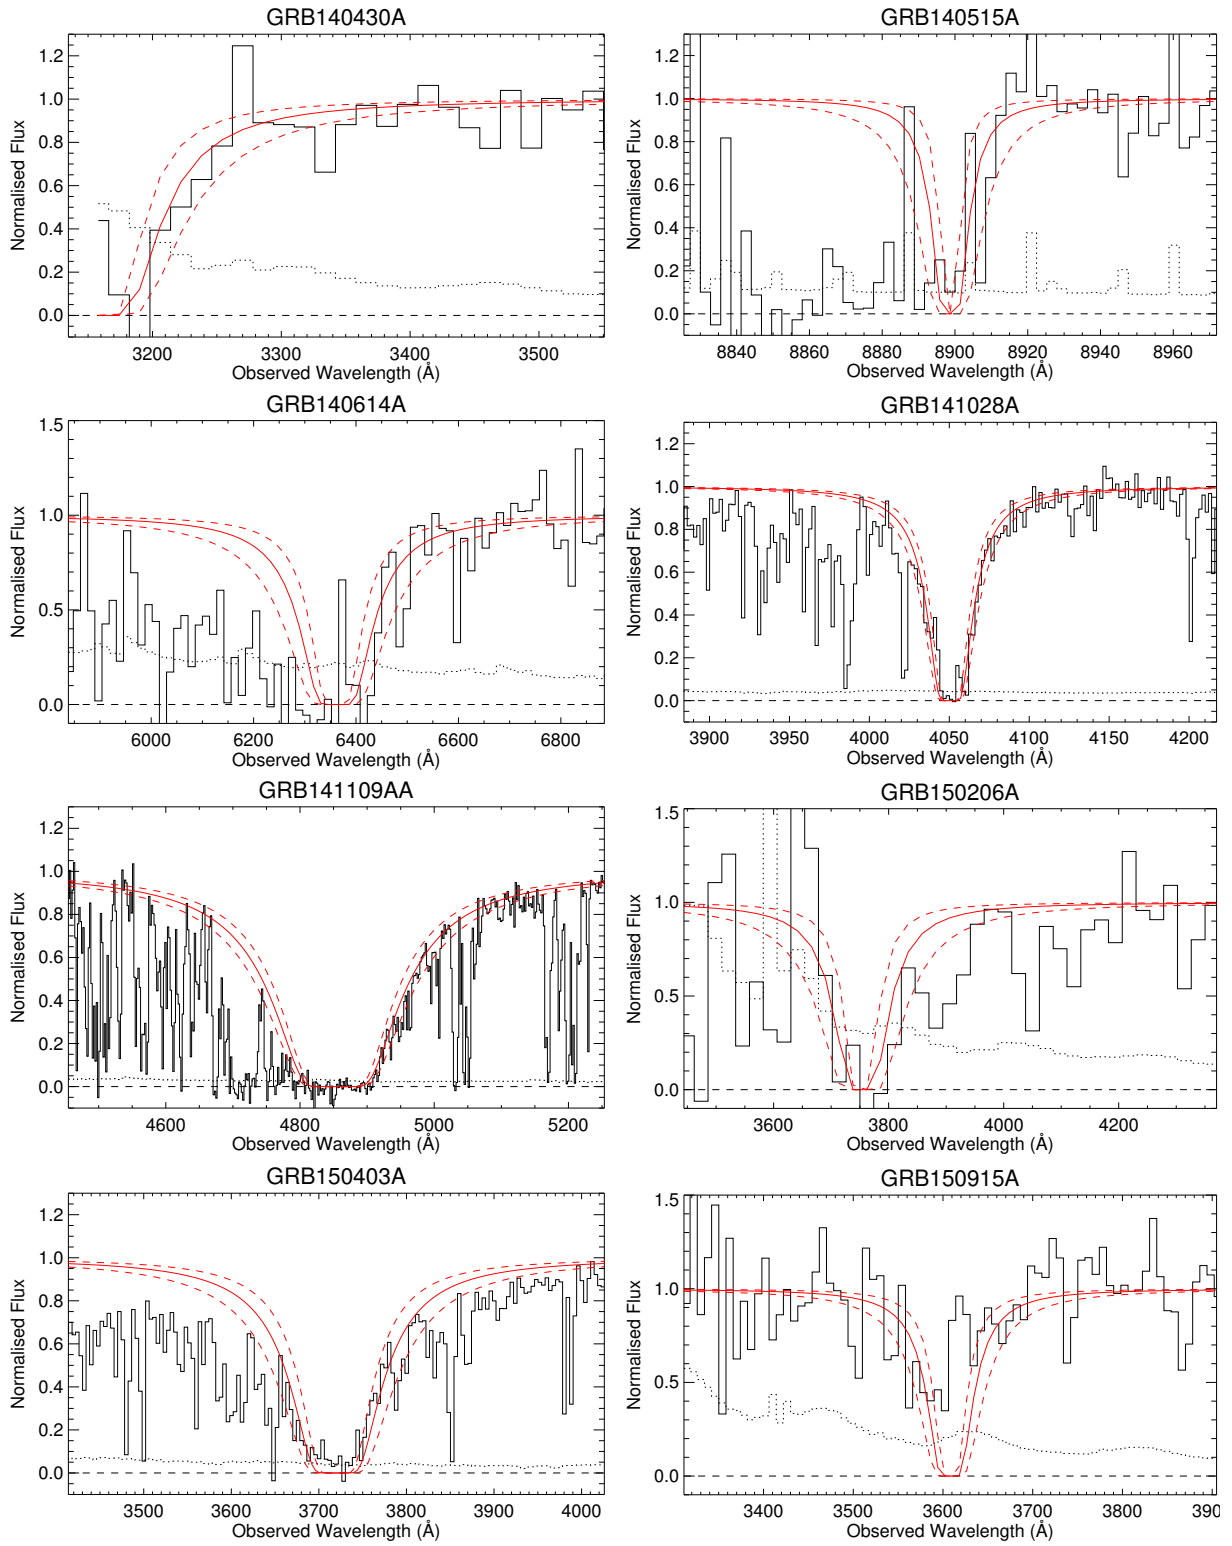 GRB140430A
1.2
1.0
0.8
0.6
0.4
0.2
0.0
Normalised Flux
3200 3300 3400 3500
Observed Wavelength (Å)
GRB140515A
1.2
1.0
0.8
0.6
0.4
0.2
0.0
Normalised Flux
8840 8860 8880 8900 8920 8940 8960
Observed Wavelength (Å)
GRB140614A
1.5
1.0
0.5
0.0
Normalised Flux
6000 6200 6400 6600 6800
Observed Wavelength (Å)
GRB141028A
1.2
1.0
0.8
0.6
0.4
0.2
0.0
Normalised Flux
3900 3950 4000 4050 4100 4150 4200
Observed Wavelength (Å)
GRB141109AA
1.2
1.0
0.8
0.6
0.4
0.2
0.0
Normalised Flux
4600 4800 5000 5200
Observed Wavelength (Å)
GRB150206A
1.5
1.0
0.5
0.0
Normalised Flux
3600 3800 4000 4200
Observed Wavelength (Å)
GRB150403A
1.2
1.0
0.8
0.6
0.4
0.2
0.0
Normalised Flux
3500 3600 3700 3800 3900 4000
Observed Wavelength (Å)
GRB150915A
1.5
1.0
0.5
0.0
Normalised Flux
3400 3500 3600 3700 3800 3900
Observed Wavelength (Å)